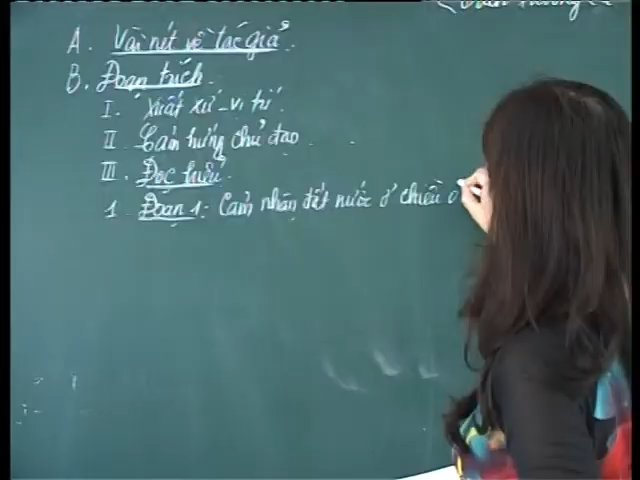 A. Vài nét về tác giả.
B. Đoạn trích.
I. Xuất xứ - vị trí.
II Cảm hứng chủ đạo.
III. Đọc hiểu.
1. Đoạn 1: Cảm nhận đất nước ở chiều